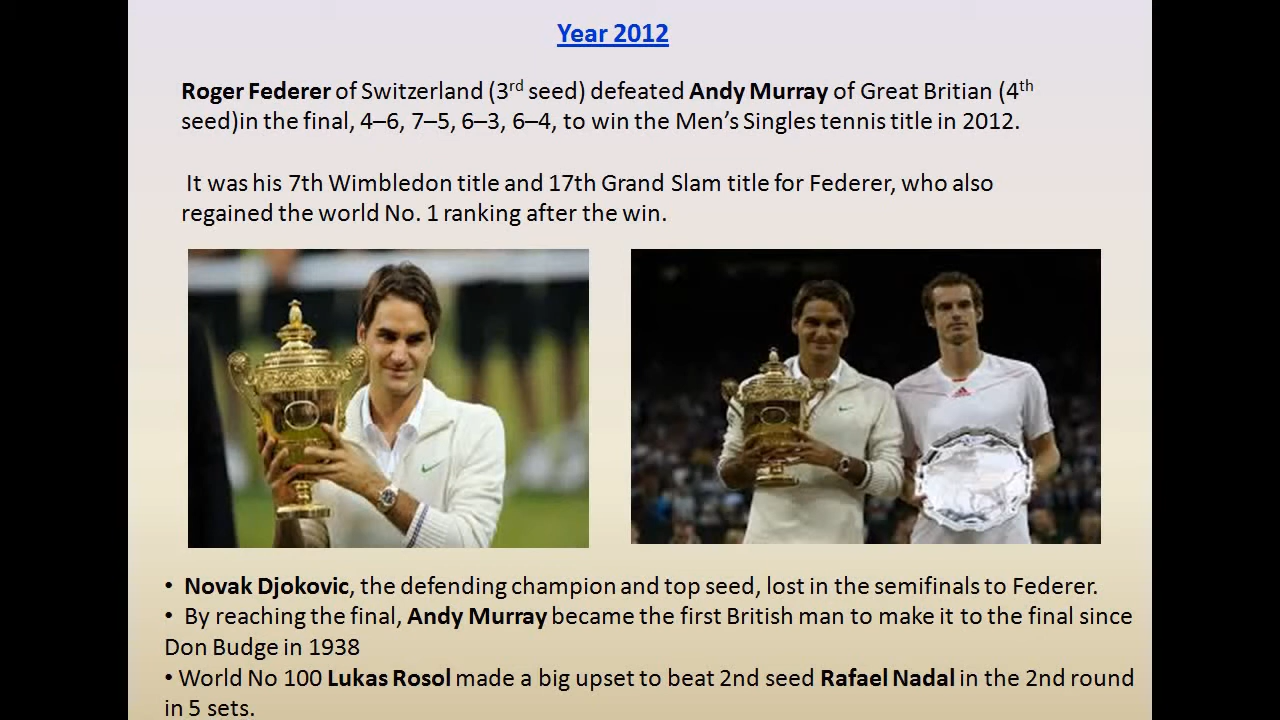 Year 2012
Roger Federer of Switzerland (3rd seed) defeated Andy Murray of Great Britian (4th
seed)in the final, 4–6, 7–5, 6–3, 6–4, to win the Men's Singles tennis title in 2012.
It was his 7th Wimbledon title and 17th Grand Slam title for Federer, who also
regained the world No. 1 ranking after the win.
• Novak Djokovic, the defending champion and top seed, lost in the semifinals to Federer.
• By reaching the final, Andy Murray became the first British man to make it to the final since
Don Budge in 1938
• World No 100 Lukas Rosol made a big upset to beat 2nd seed Rafael Nadal in the 2nd round
in 5 sets.